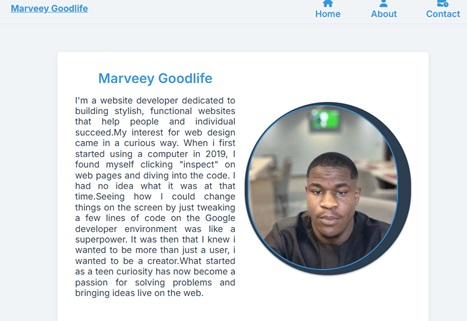 Marveey Goodlife
Home
About
Contact
Marveey Goodlife
I'm a website developer dedicated to
building stylish, functional websites
that help people and individual
succeed.My interest for web design
came in a curious way. When i first
started using a computer in 2019, I
found myself clicking "inspect" on
web pages and diving into the code. I
had no idea what it was at that
time.Seeing how I could change
things on the screen by just tweaking
a few lines of code on the Google
developer environment was like a
superpower. It was then that I knew i
wanted to be more than just a user, i
wanted to be a creator.What started
as a teen curiosity has now become a
passion for solving problems and
bringing ideas live on the web.